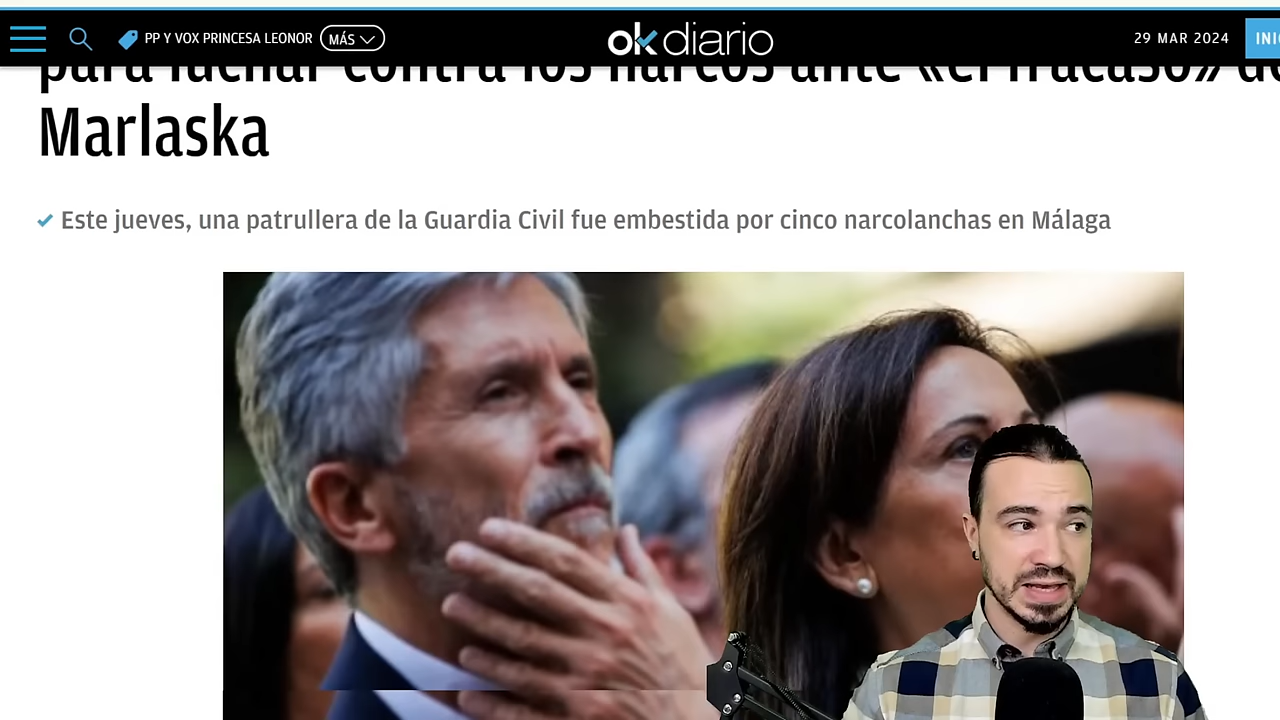 PP Y VOX PRINCESA LEONOR MÁS okdiario 29 MAR 2024 INI
para luchar contra los narcos ante «el fracaso» de
Marlaska
Este jueves, una patrullera de la Guardia Civil fue embestida por cinco narcolanchas en Málaga